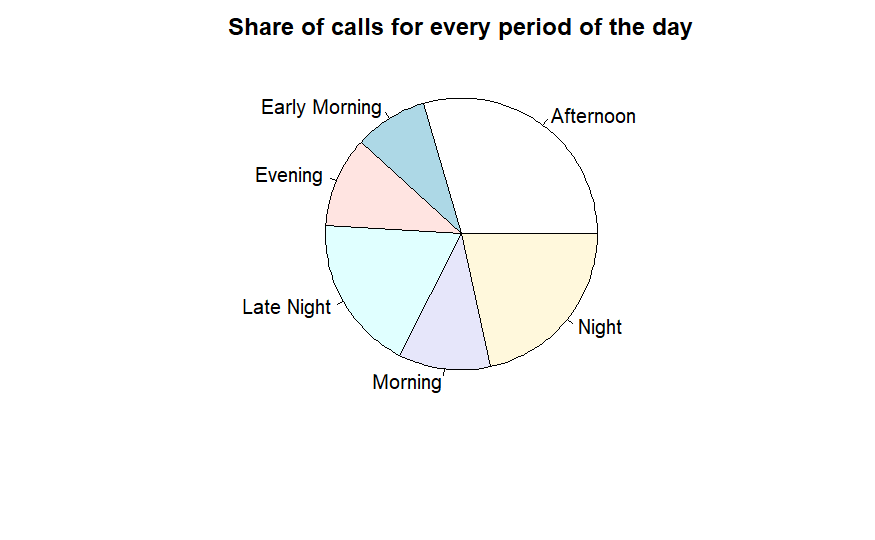 Share of calls for every period of the day
Early Morning
Afternoon
Evening
Late Night
Night
Morning